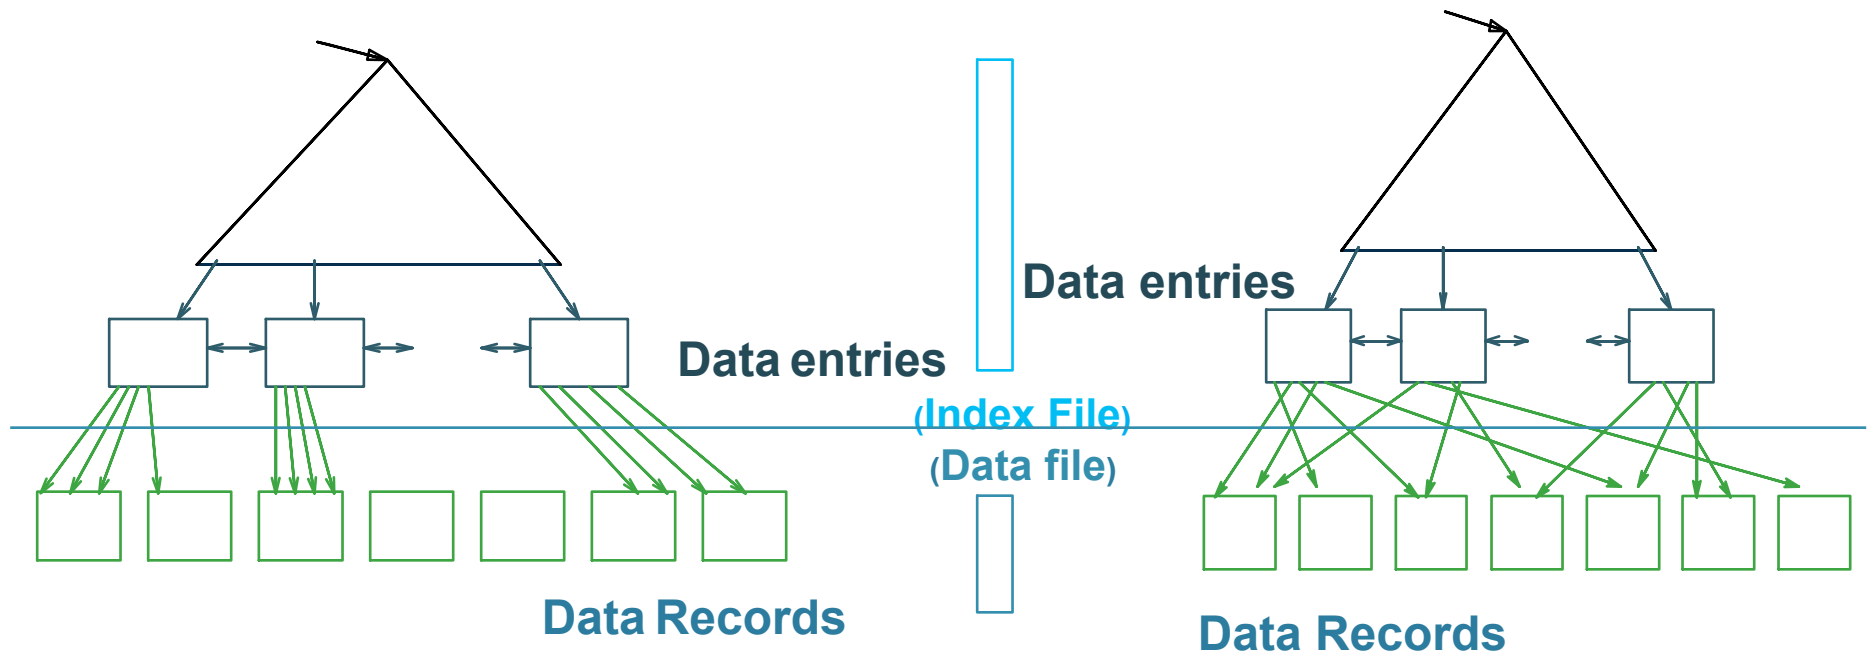 Data entries
Data entries
(Index File)
(Data file)
Data Records
Data Records